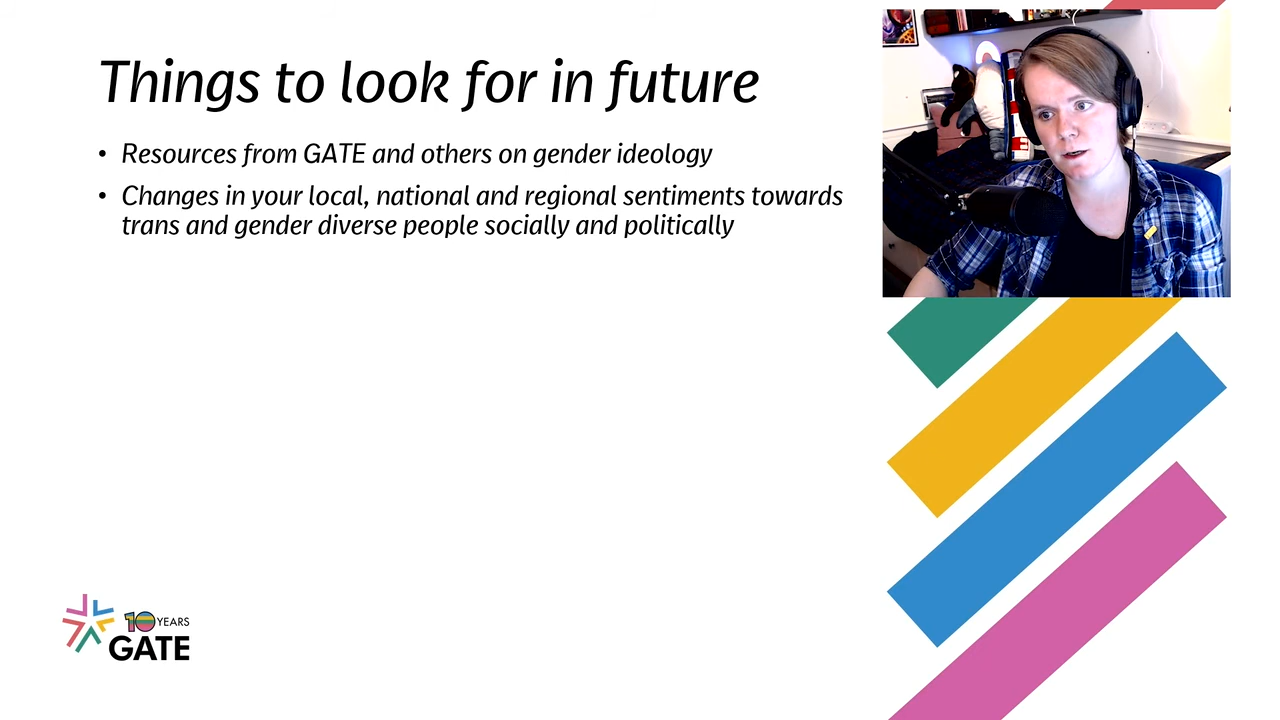 Things to look for in future
• Resources from GATE and others on gender ideology
• Changes in your local, national and regional sentiments towards
trans and gender diverse people socially and politically
10 YEARS
GATE